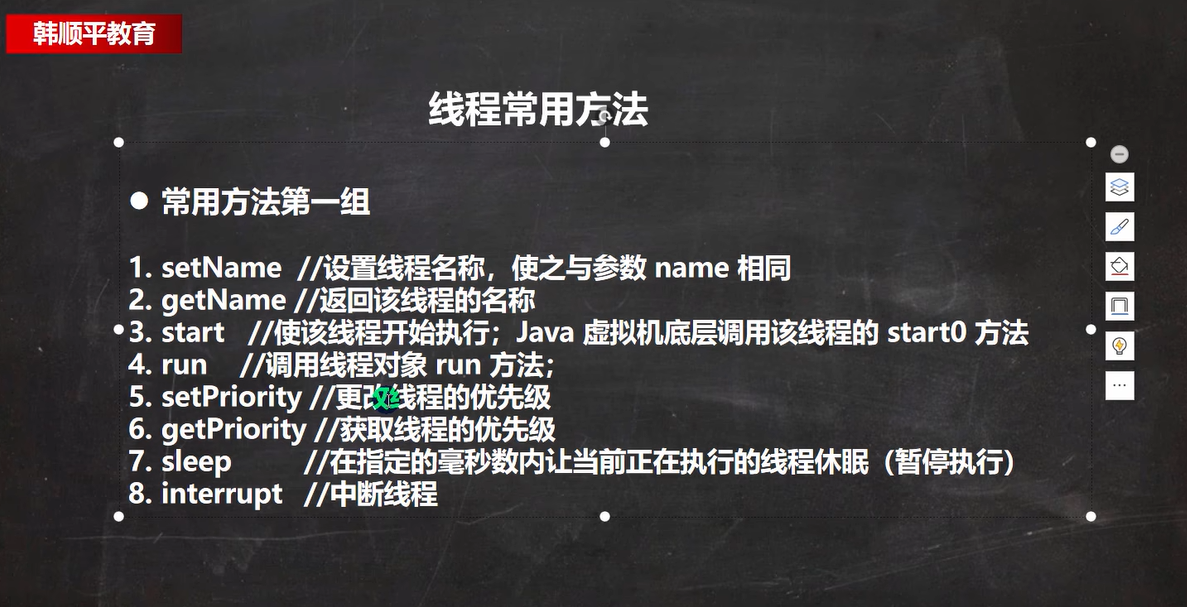 韩顺平教育
线程常用方法
● 常用方法第一组
1. setName //设置线程名称，使之与参数 name 相同
2. getName //返回该线程的名称
3. start //使该线程开始执行；Java 虚拟机底层调用该线程的 start0 方法
4. run //调用线程对象 run 方法；
5. setPriority //更改线程的优先级
6. getPriority //获取线程的优先级
7. sleep //在指定的毫秒数内让当前正在执行的线程休眠（暂停执行）
8. interrupt //中断线程